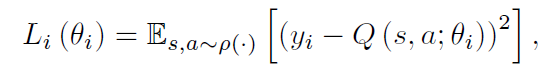 L_i (θ_i) = 𝔼_{s,a∼ρ(·)} [(y_i − Q (s, a; θ_i))^2],